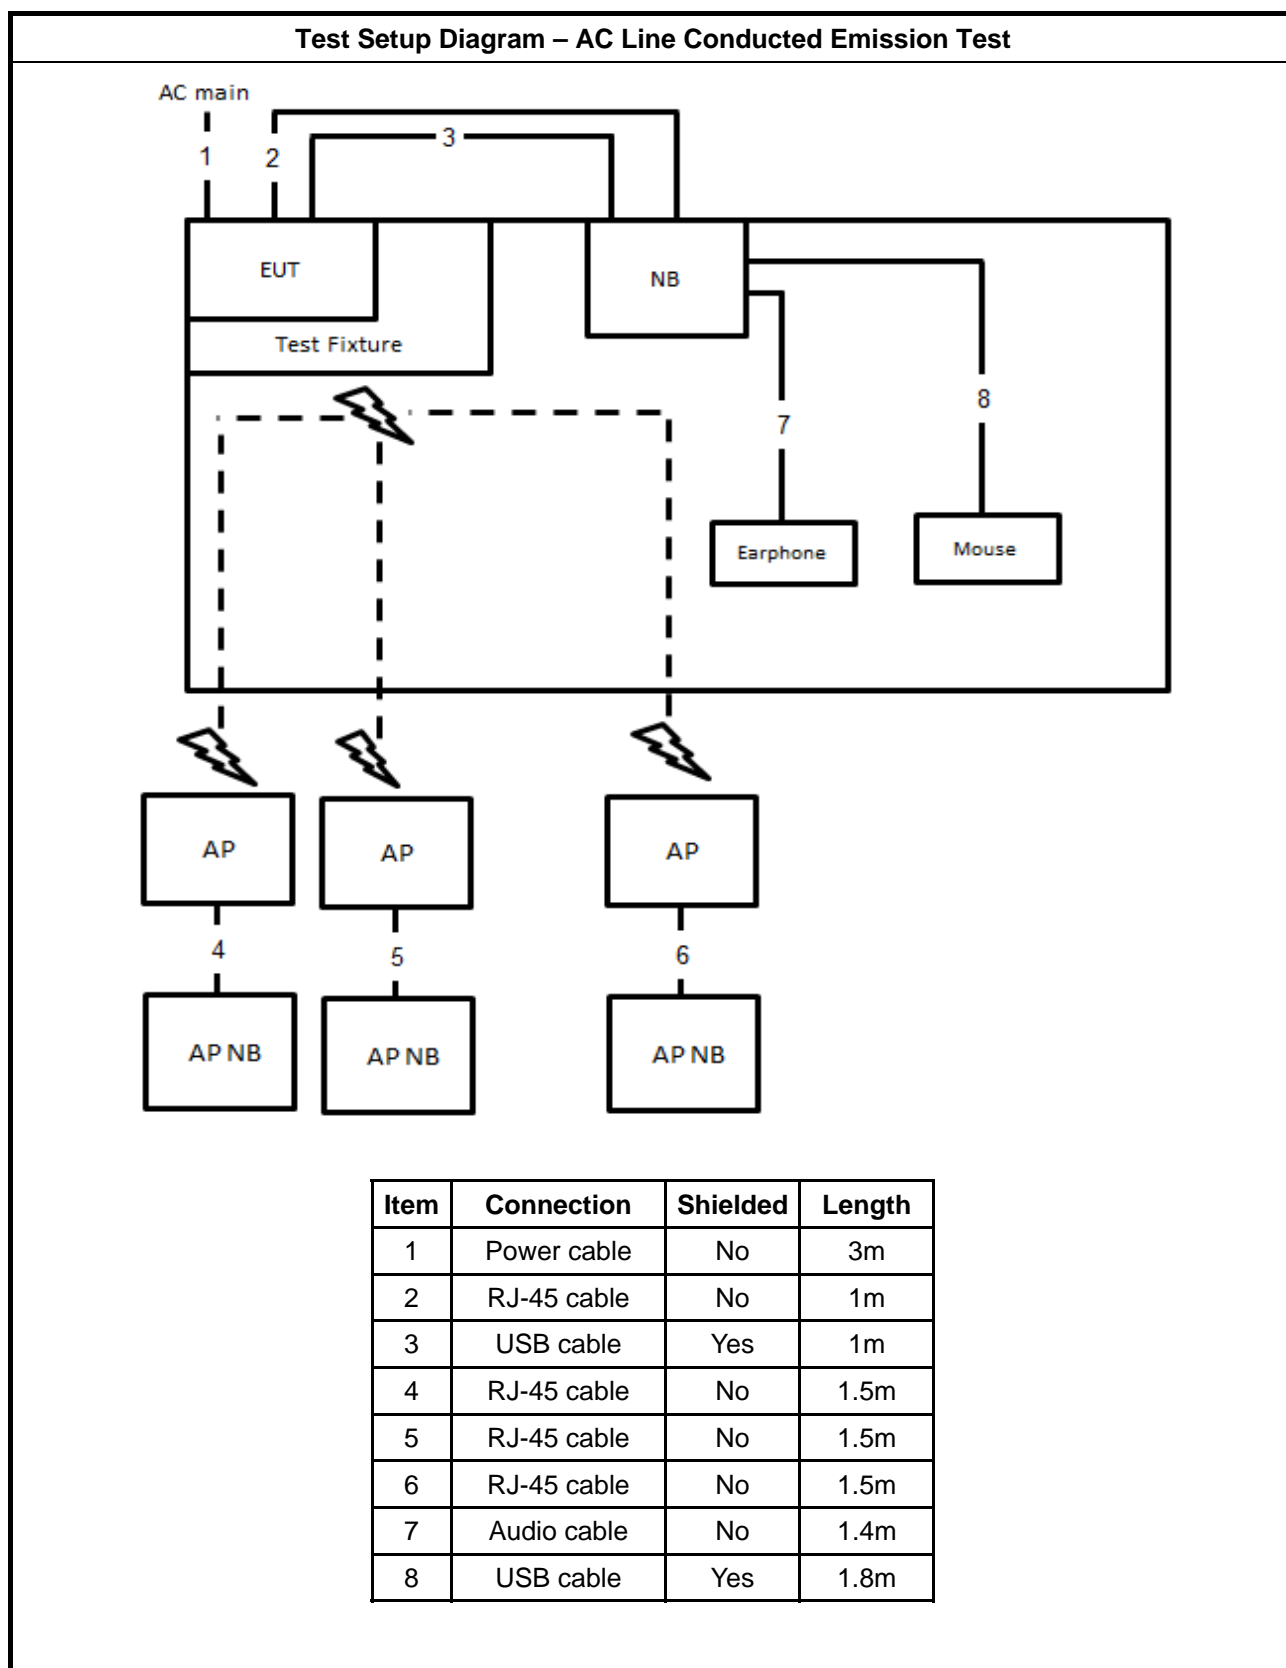 Test Setup Diagram – AC Line Conducted Emission Test
AC main
1
2
3
EUT
NB
Test Fixture
7
8
Earphone
Mouse
AP
AP
AP
4
5
6
AP NB
AP NB
AP NB
Item Connection Shielded Length
1 Power cable No 3m
2 RJ-45 cable No 1m
3 USB cable Yes 1m
4 RJ-45 cable No 1.5m
5 RJ-45 cable No 1.5m
6 RJ-45 cable No 1.5m
7 Audio cable No 1.4m
8 USB cable Yes 1.8m